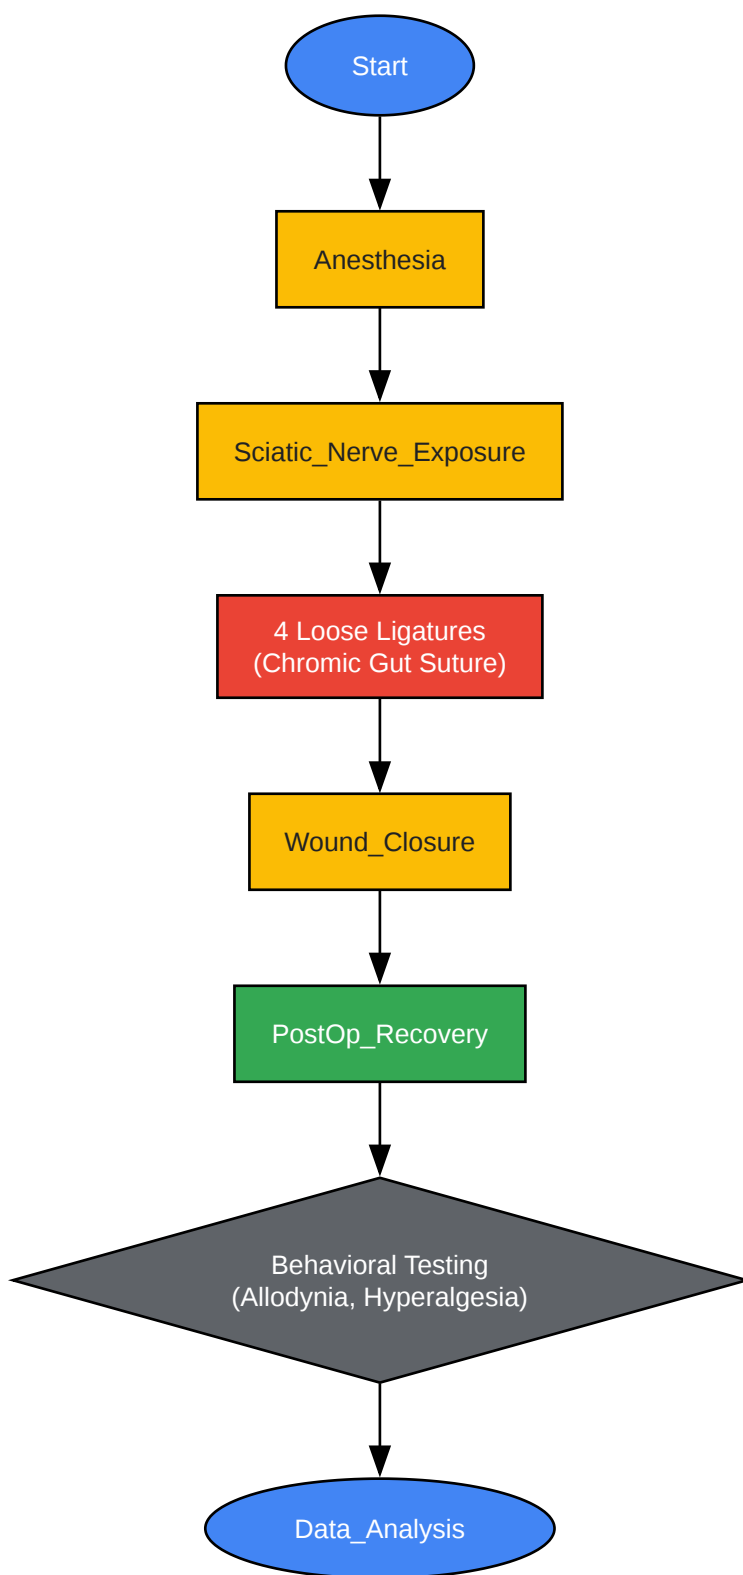 Start
Anesthesia
Sciatic_Nerve_Exposure
4 Loose Ligatures
(Chromic Gut Suture)
Wound_Closure
PostOp_Recovery
Behavioral Testing
(Allodynia, Hyperalgesia)
Data_Analysis